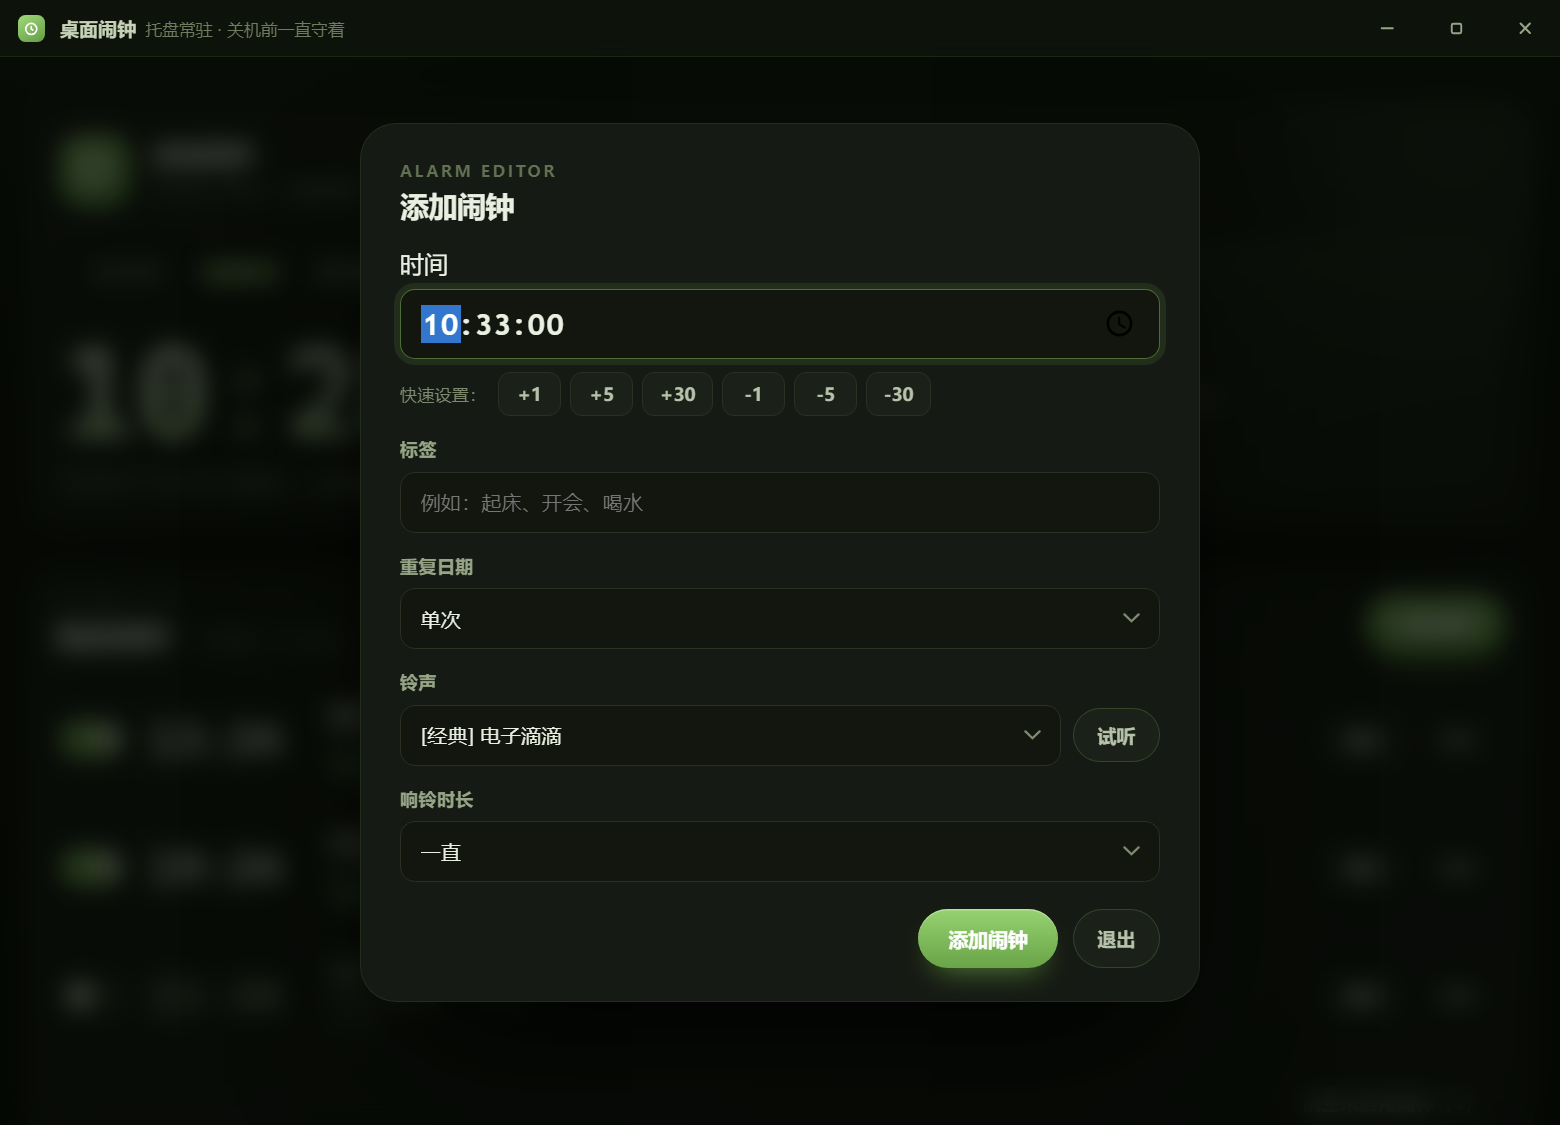 桌面闹钟 托盘常驻 · 关机前一直守着
ALARM EDITOR
添加闹钟
时间
10:33:00
快速设置: +1 +5 +30 -1 -5 -30
标签
例如：起床、开会、喝水
重复日期
单次
铃声
[经典] 电子滴滴 试听
响铃时长
一直
添加闹钟 退出